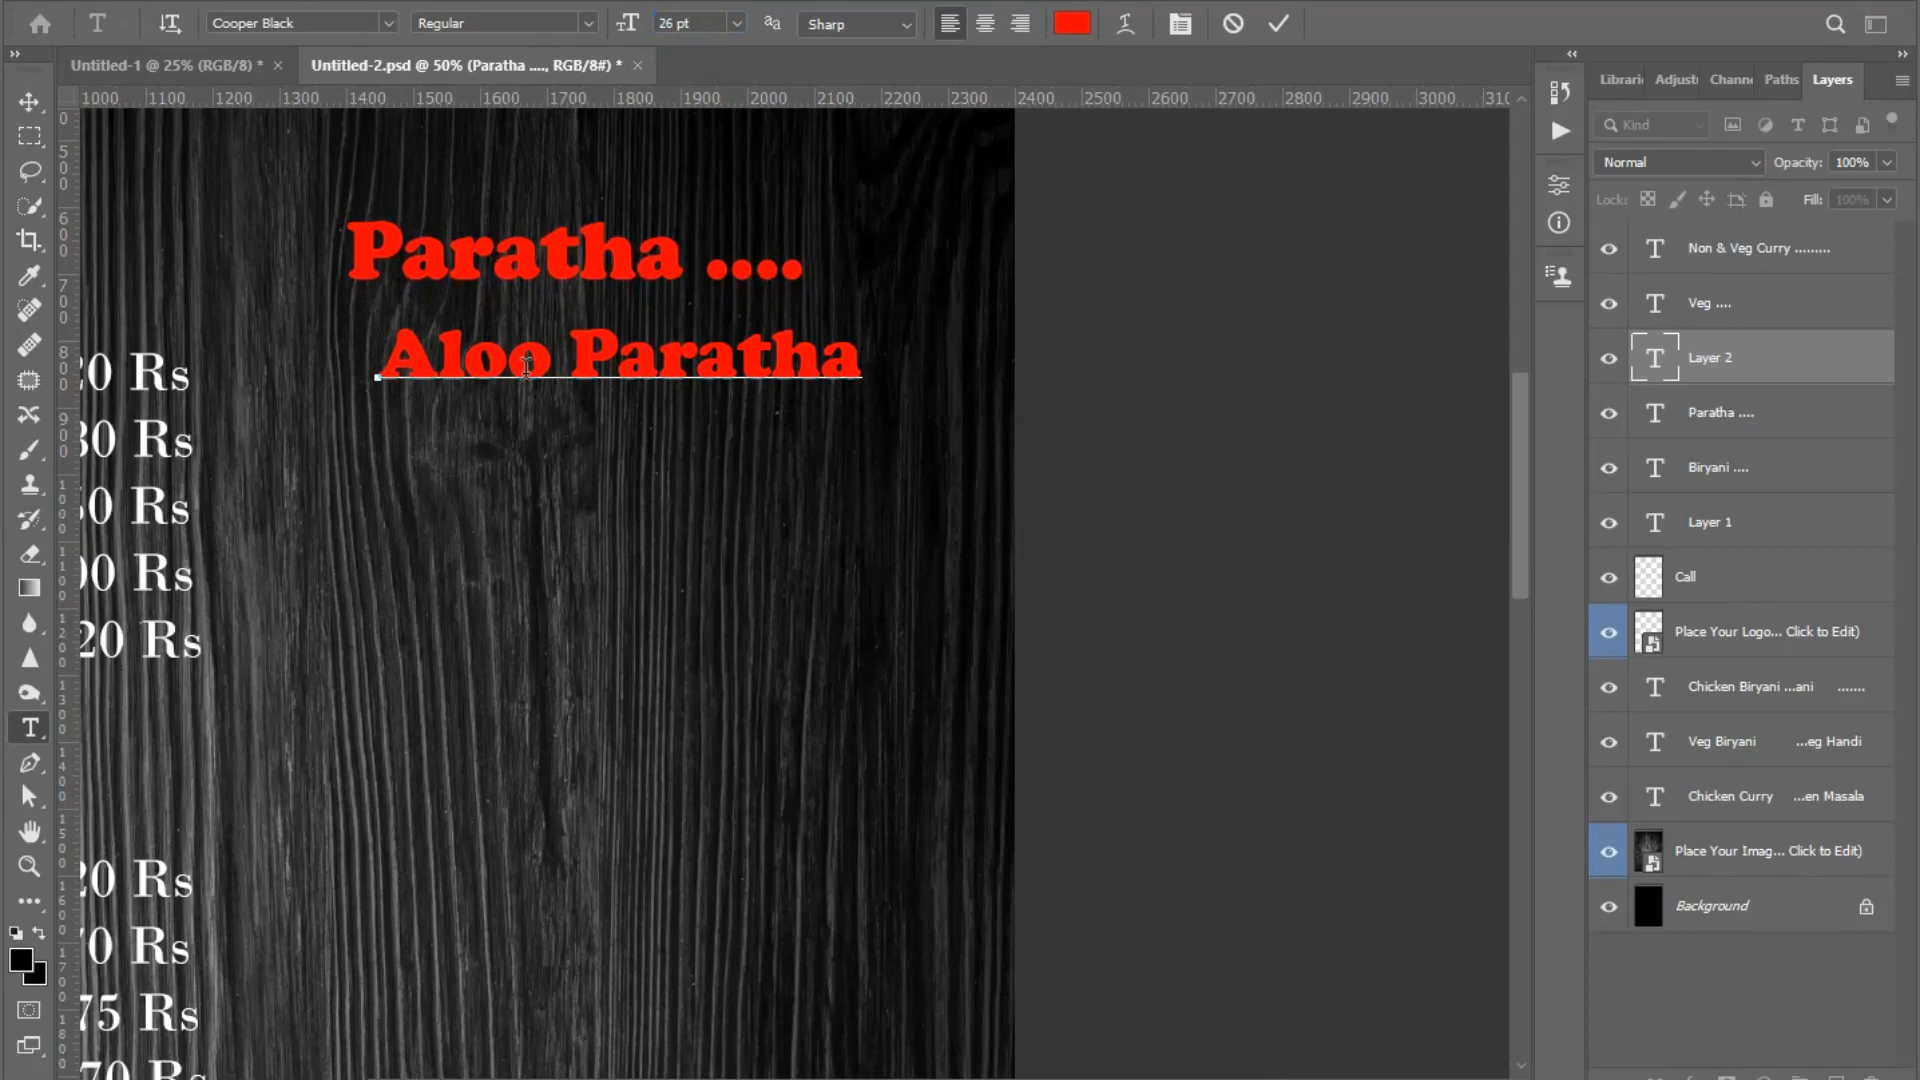 Cooper Black
Regular
26 pt
Sharp
Untitled-1 @ 25% (RGB/8) *
Untitled-2.psd @ 50% (Paratha ...., RGB/8#) *
1000 1100 1200 1300 1400 1500 1600 1700 1800 1900 2000 2100 2200 2300 2400 2500 2600 2700 2800 2900 3000
Paratha ....
Aloo Paratha
0 Rs
0 Rs
0 Rs
0 Rs
20 Rs
20 Rs
0 Rs
75 Rs
70 Rs
Librari
Adjust
Channe
Paths
Layers
Kind
Normal
Opacity: 100%
Lock:
Fill: 100%
Non & Veg Curry .........
Veg ....
Layer 2
Paratha ....
Biryani ....
Layer 1
Call
Place Your Logo... Click to Edit)
Chicken Biryani ...ani .......
Veg Biryani ...eg Handi
Chicken Curry ...en Masala
Place Your Imag... Click to Edit)
Background